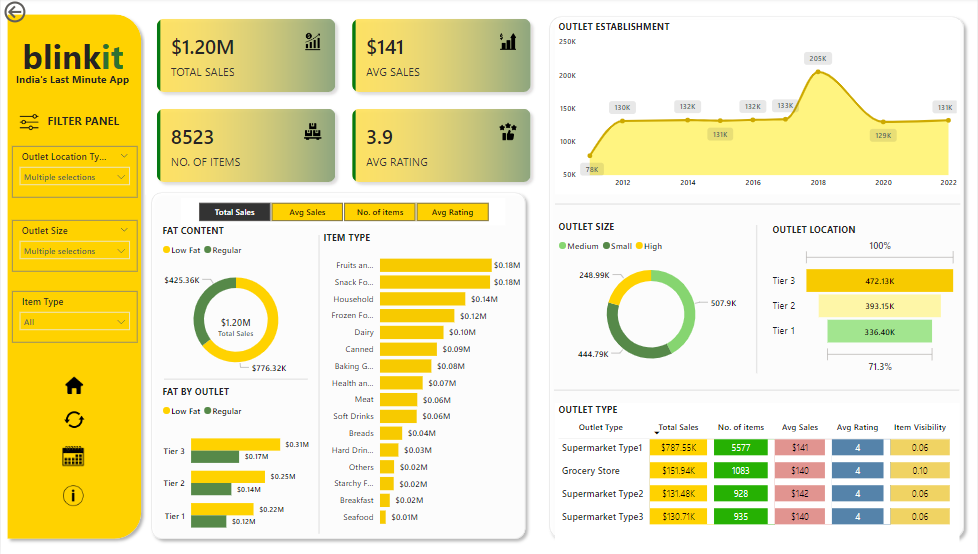 blinkit
India's Last Minute App
FILTER PANEL
Outlet Location Ty...
Multiple selections
Outlet Size
Multiple selections
Item Type
All
$1.20M
TOTAL SALES
$141
AVG SALES
8523
NO. OF ITEMS
3.9
AVG RATING
Total Sales Avg Sales No. of items Avg Rating
FAT CONTENT
Low Fat Regular
$425.36K
$1.20M
Total Sales
$776.32K
FAT BY OUTLET
Low Fat Regular
Tier 3 $0.31M
$0.17M
Tier 2 $0.25M
$0.14M
Tier 1 $0.22M
$0.12M
ITEM TYPE
Fruits an... $0.18M
Snack Fo... $0.18M
Household $0.14M
Frozen Fo... $0.12M
Dairy $0.10M
Canned $0.09M
Baking G... $0.08M
Health an... $0.07M
Meat $0.06M
Soft Drinks $0.06M
Breads $0.04M
Hard Drin... $0.03M
Others $0.02M
Starchy F... $0.02M
Breakfast $0.02M
Seafood $0.01M
OUTLET ESTABLISHMENT
250K
200K
150K
100K
50K
78K
130K
132K
131K
132K
133K
205K
129K
131K
2012 2014 2016 2018 2020 2022
OUTLET SIZE
Medium Small High
248.99K
507.9K
444.79K
OUTLET LOCATION
100%
Tier 3 472.13K
Tier 2 393.15K
Tier 1 336.40K
71.3%
OUTLET TYPE
Outlet Type Total Sales No. of items Avg Sales Avg Rating Item Visibility
Supermarket Type1 $787.55K 5577 $141 4 0.06
Grocery Store $151.94K 1083 $140 4 0.10
Supermarket Type2 $131.48K 928 $142 4 0.06
Supermarket Type3 $130.71K 935 $140 4 0.06